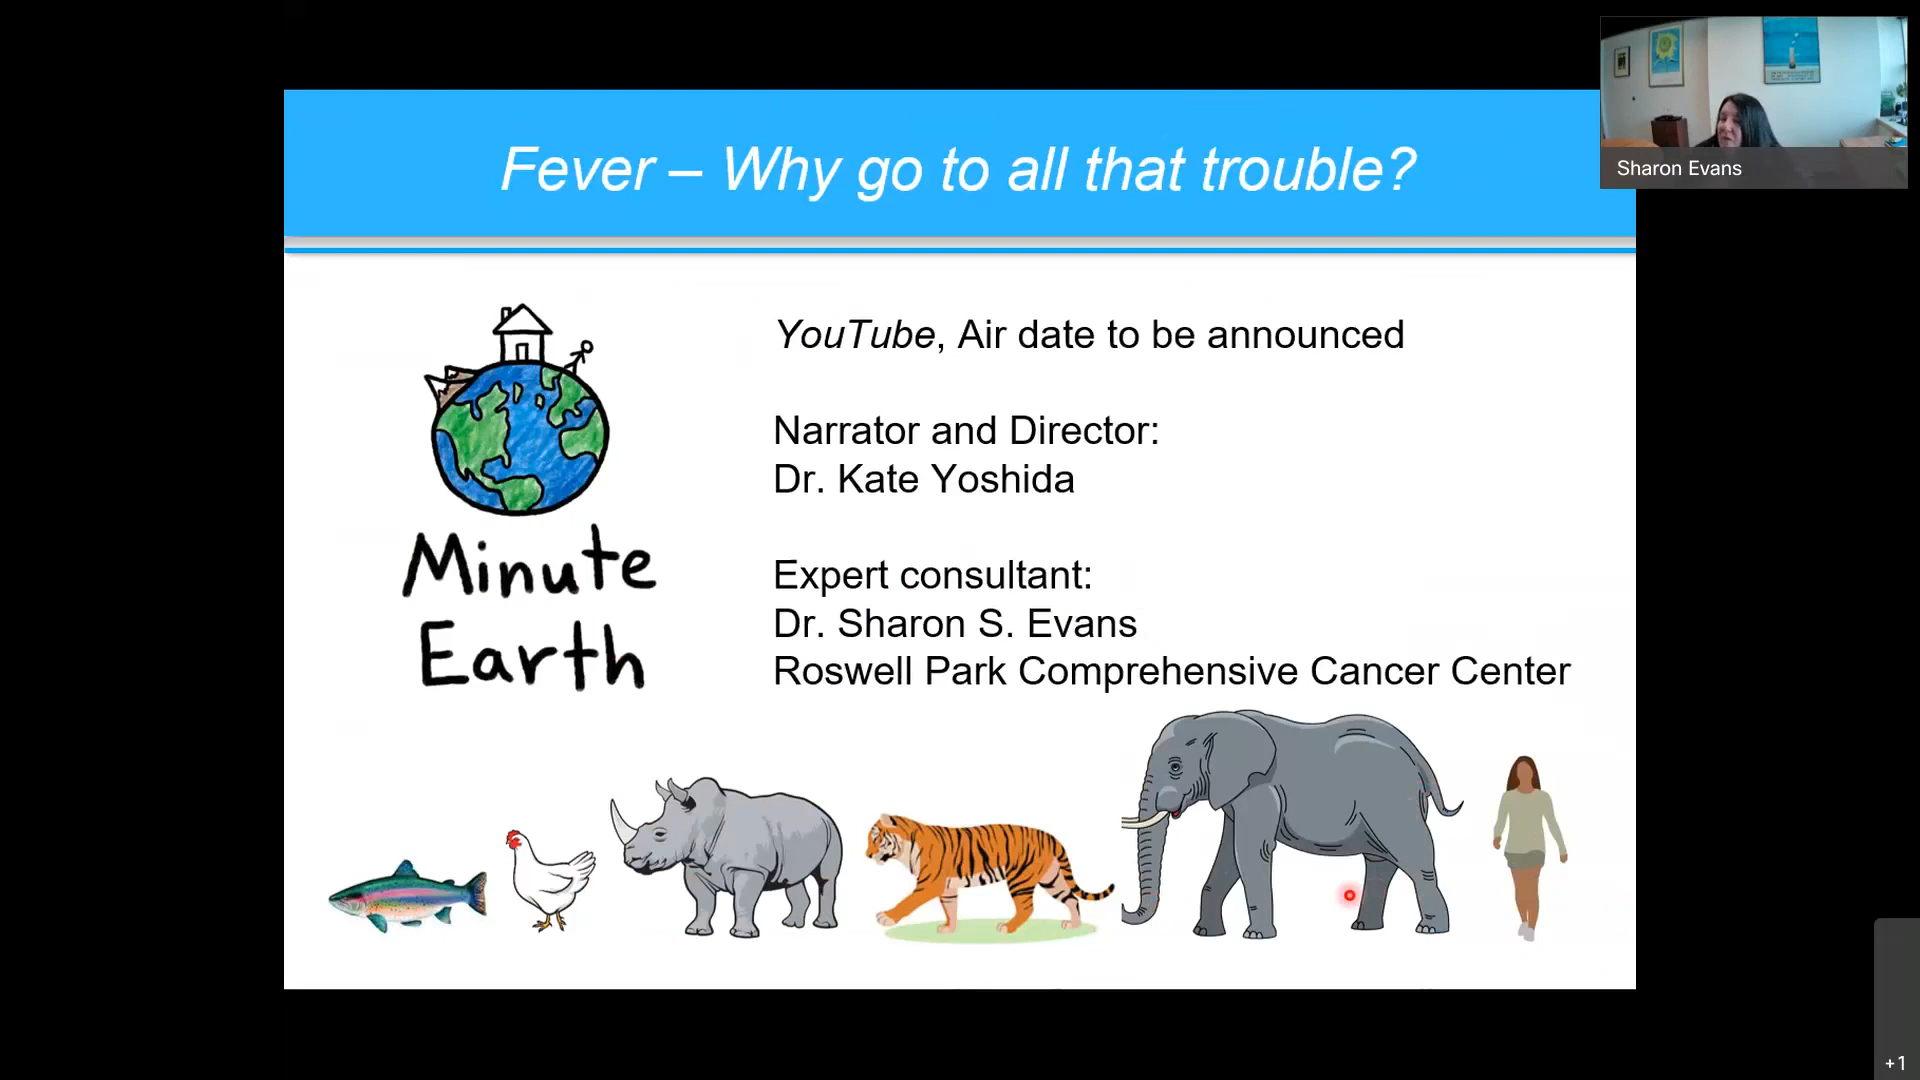 Fever – Why go to all that trouble?
Sharon Evans
YouTube, Air date to be announced
Narrator and Director:
Dr. Kate Yoshida
Expert consultant:
Dr. Sharon S. Evans
Roswell Park Comprehensive Cancer Center
Minute
Earth
+1